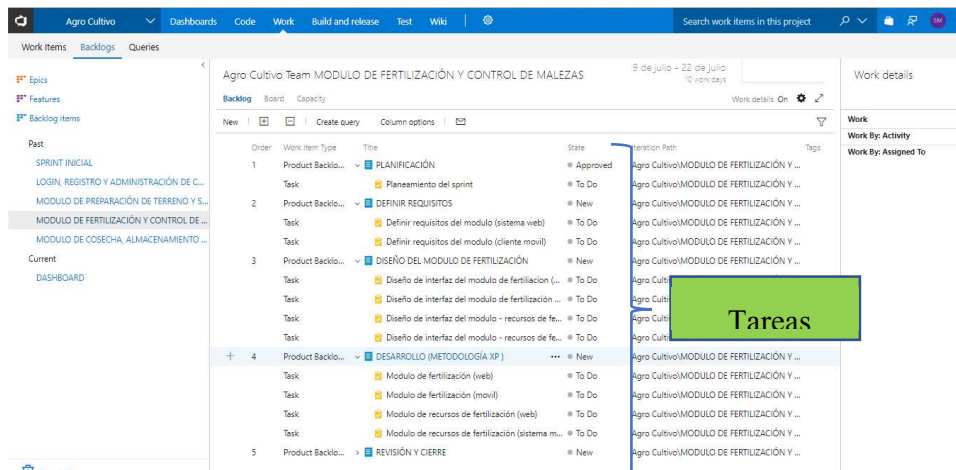 Agro Cultivo Dashboards Code Work Build and release Test Wiki Search work items in this project SM
Work Items Backlogs Queries
Epics
Features
Backlog items
Past
SPRINT INICIAL
LOGIN, REGISTRO Y ADMINISTRACIÓN DE C...
MODULO DE PREPARACIÓN DE TERRENO Y S...
MODULO DE FERTILIZACIÓN Y CONTROL DE ...
MODULO DE COSECHA, ALMACENAMIENTO ...
Current
DASHBOARD
Agro Cultivo Team MODULO DE FERTILIZACIÓN Y CONTROL DE MALEZAS
9 de julio - 22 de julio
10 work days
Backlog Board Capacity Work details On
New Create query Column options
Order Work Item Type Title State Iteration Path Tags
1 Product Backlo... PLANIFICACIÓN Approved Agro Cultivo\MODULO DE FERTILIZACIÓN Y ...
Task Planeamiento del sprint To Do Agro Cultivo\MODULO DE FERTILIZACIÓN Y ...
2 Product Backlo... DEFINIR REQUISITOS New Agro Cultivo\MODULO DE FERTILIZACIÓN Y ...
Task Definir requisitos del modulo (sistema web) To Do Agro Cultivo\MODULO DE FERTILIZACIÓN Y ...
Task Definir requisitos del modulo (cliente movil) To Do Agro Cultivo\MODULO DE FERTILIZACIÓN Y ...
3 Product Backlo... DISEÑO DEL MODULO DE FERTILIZACIÓN New Agro Cultivo\MODULO DE FERTILIZACIÓN Y ...
Task Diseño de interfaz del modulo de fertiliacion (... To Do Agro Culti
Task Diseño de interfaz del modulo de fertilización ... To Do Agro Culti
Task Diseño de interfaz del modulo - recursos de fe... To Do Agro Culti
Task Diseño de interfaz del modulo - recursos de fe... To Do Agro Culti
4 Product Backlo... DESARROLLO (METODOLOGÍA XP ) ... New Agro Cultivo\MODULO DE FERTILIZACIÓN Y ...
Task Modulo de fertilización (web) To Do Agro Cultivo\MODULO DE FERTILIZACIÓN Y ...
Task Modulo de fertilización (movil) To Do Agro Cultivo\MODULO DE FERTILIZACIÓN Y ...
Task Modulo de recursos de fertilización (web) To Do Agro Cultivo\MODULO DE FERTILIZACIÓN Y ...
Task Modulo de recursos de fertilización (sistema m... To Do Agro Cultivo\MODULO DE FERTILIZACIÓN Y ...
5 Product Backlo... REVISIÓN Y CIERRE New Agro Cultivo\MODULO DE FERTILIZACIÓN Y ...
Tareas
Work details
Work
Work By: Activity
Work By: Assigned To